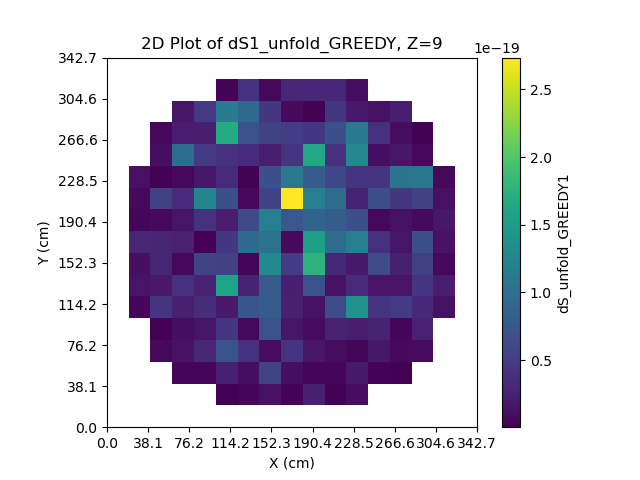 2D Plot of dS1_unfold_GREEDY, Z=9
1e−19
342.7
304.6
266.6
228.5
190.4
152.3
114.2
76.2
38.1
0.0
Y (cm)
0.0 38.1 76.2 114.2 152.3 190.4 228.5 266.6 304.6 342.7
X (cm)
2.5
2.0
1.5
1.0
0.5
dS_unfold_GREEDY1